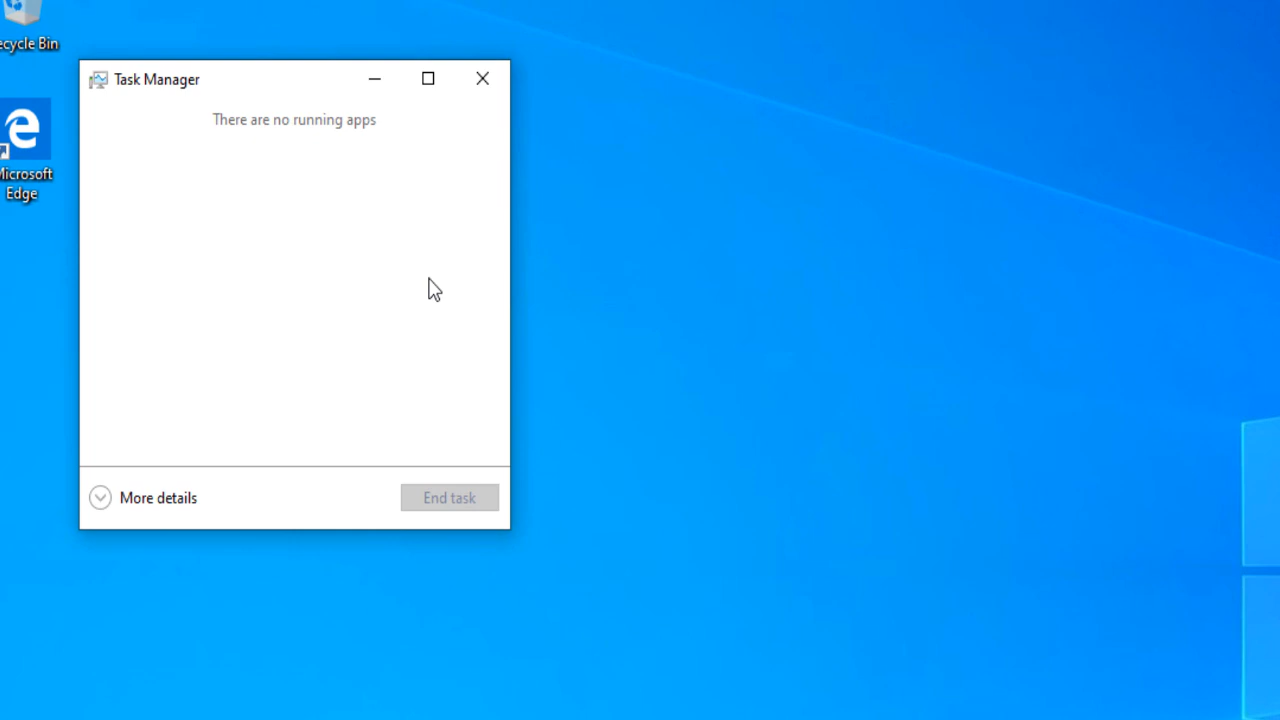 ecycle Bin
Task Manager
There are no running apps
Microsoft
Edge
More details
End task